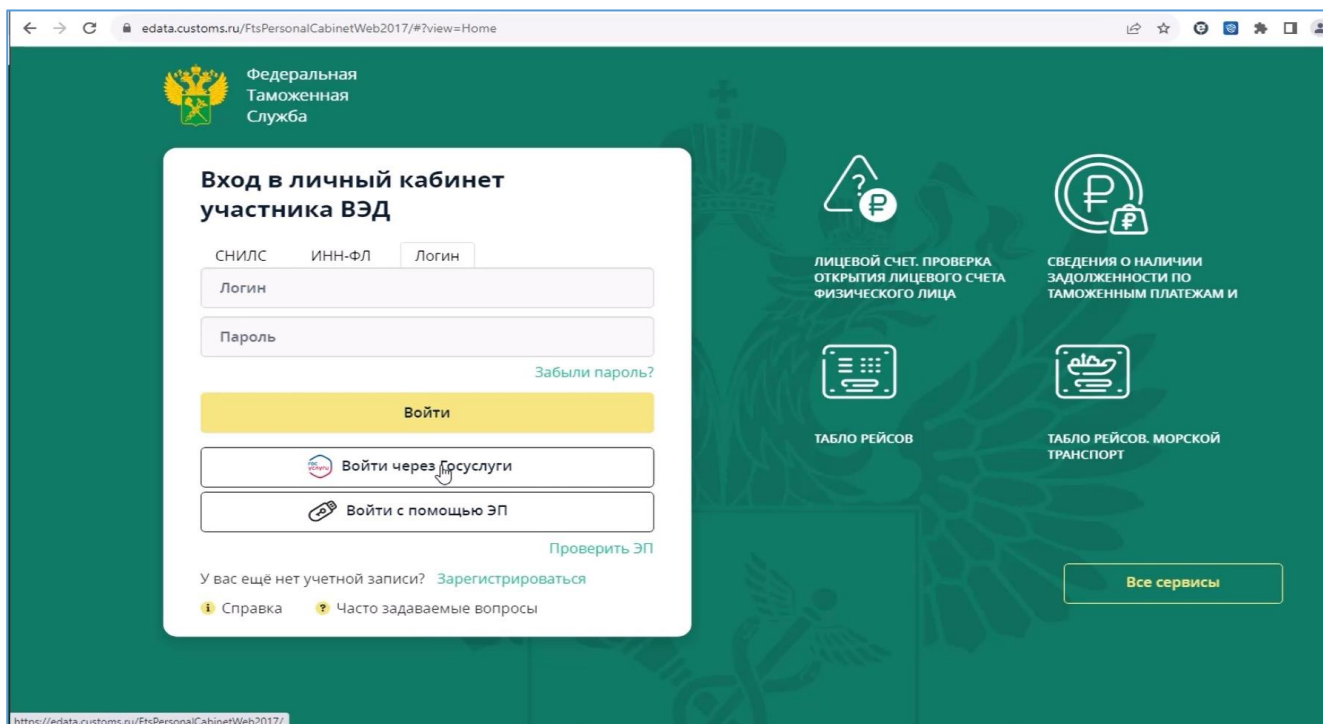 edata.customs.ru/FtsPersonalCabinetWeb2017/#?view=Home
Федеральная
Таможенная
Служба
Вход в личный кабинет
участника ВЭД
СНИЛС ИНН-ФЛ Логин
Логин
Пароль
Забыли пароль?
Войти
гос услуги Войти через Госуслуги
Войти с помощью ЭП
Проверить ЭП
У вас ещё нет учетной записи? Зарегистрироваться
Справка Часто задаваемые вопросы
ЛИЦЕВОЙ СЧЕТ. ПРОВЕРКА
ОТКРЫТИЯ ЛИЦЕВОГО СЧЕТА
ФИЗИЧЕСКОГО ЛИЦА
СВЕДЕНИЯ О НАЛИЧИИ
ЗАДОЛЖЕННОСТИ ПО
ТАМОЖЕННЫМ ПЛАТЕЖАМ И
ТАБЛО РЕЙСОВ
ТАБЛО РЕЙСОВ. МОРСКОЙ
ТРАНСПОРТ
Все сервисы
https://edata.customs.ru/FtsPersonalCabinetWeb2017/